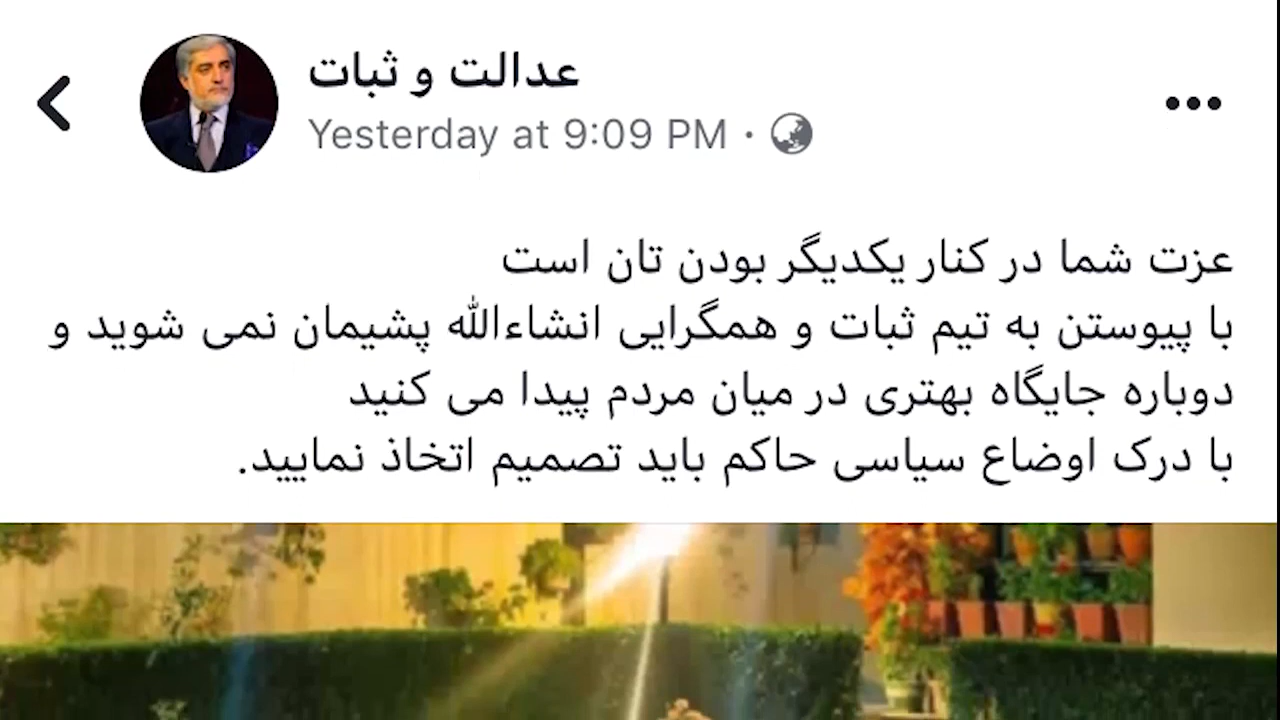 عدالت و ثبات
Yesterday at 9:09 PM ·
عزت شما در کنار یکدیگر بودن تان است
با پیوستن به تیم ثبات و همگرایی انشاءالله پشیمان نمی شوید و
دوباره جایگاه بهتری در میان مردم پیدا می کنید
با درک اوضاع سیاسی حاکم باید تصمیم اتخاذ نمایید.